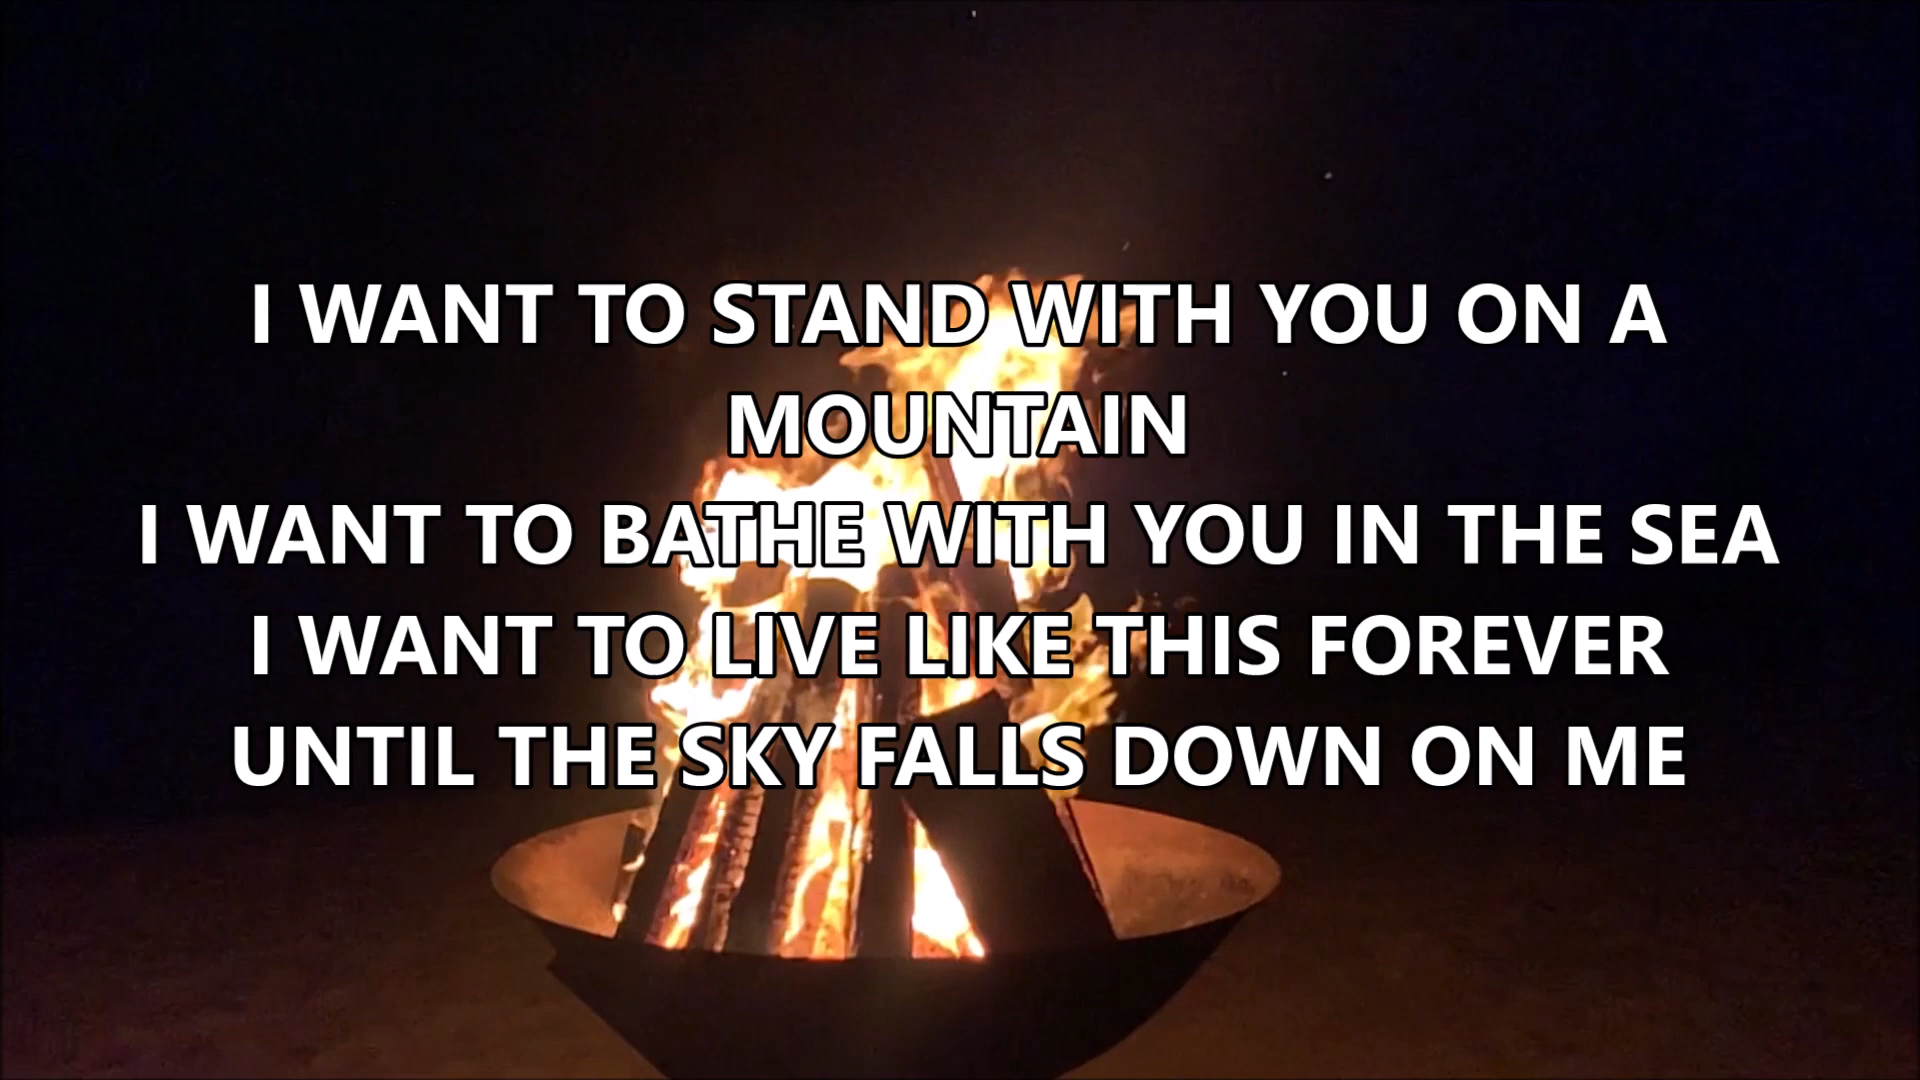 I WANT TO STAND WITH YOU ON A
MOUNTAIN
I WANT TO BATHE WITH YOU IN THE SEA
I WANT TO LIVE LIKE THIS FOREVER
UNTIL THE SKY FALLS DOWN ON ME